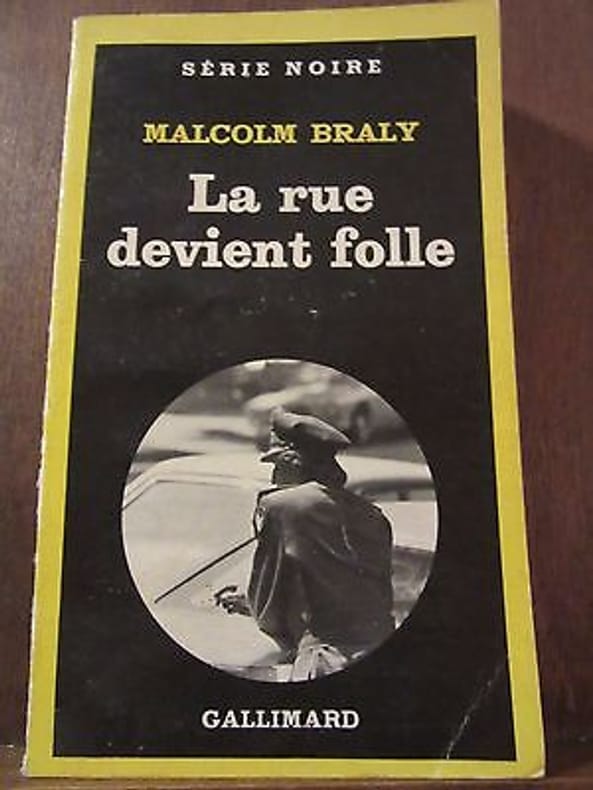 SÉRIE NOIRE
MALCOLM BRALY
La rue
devient folle
GALLIMARD